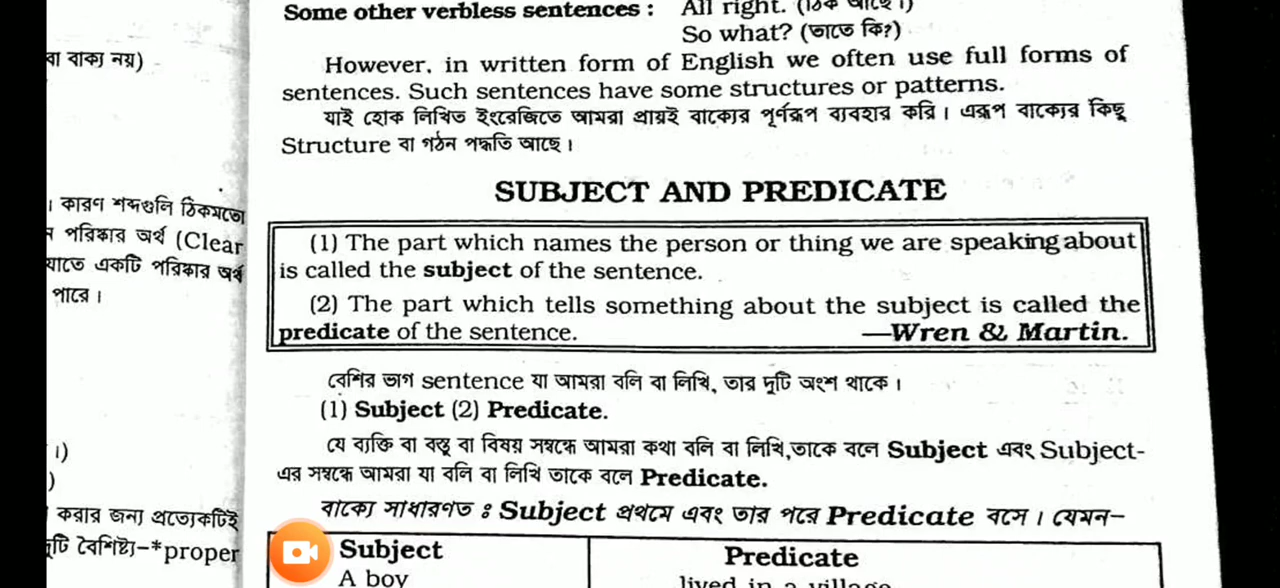 বা বাক্য নয়)
। কারণ শব্দগুলি ঠিকমতো
পরিষ্কার অর্থ (Clear
যাতে একটি পরিষ্কার অর্থ
পারে।
।)
)
করার জন্য প্রত্যেকটিই
দুটি বৈশিষ্ট্য-*proper
Some other verbless sentences : All right. (ঠিক আছে।)
So what? (তাতে কি?)
However, in written form of English we often use full forms of
sentences. Such sentences have some structures or patterns.
যাই হোক লিখিত ইংরেজিতে আমরা প্রায়ই বাক্যের পূর্ণরূপ ব্যবহার করি। এরূপ বাক্যের কিছু
Structure বা গঠন পদ্ধতি আছে।
SUBJECT AND PREDICATE
(1) The part which names the person or thing we are speaking about
is called the subject of the sentence.
(2) The part which tells something about the subject is called the
predicate of the sentence. —Wren & Martin.
বেশির ভাগ sentence যা আমরা বলি বা লিখি, তার দুটি অংশ থাকে।
(1) Subject (2) Predicate.
যে ব্যক্তি বা বস্তু বা বিষয় সম্বন্ধে আমরা কথা বলি বা লিখি,তাকে বলে Subject এবং Subject-
এর সম্বন্ধে আমরা যা বলি বা লিখি তাকে বলে Predicate.
বাক্যে সাধারণত ঃ Subject প্রথমে এবং তার পরে Predicate বসে। যেমন–
Subject Predicate
A boy lived in a village